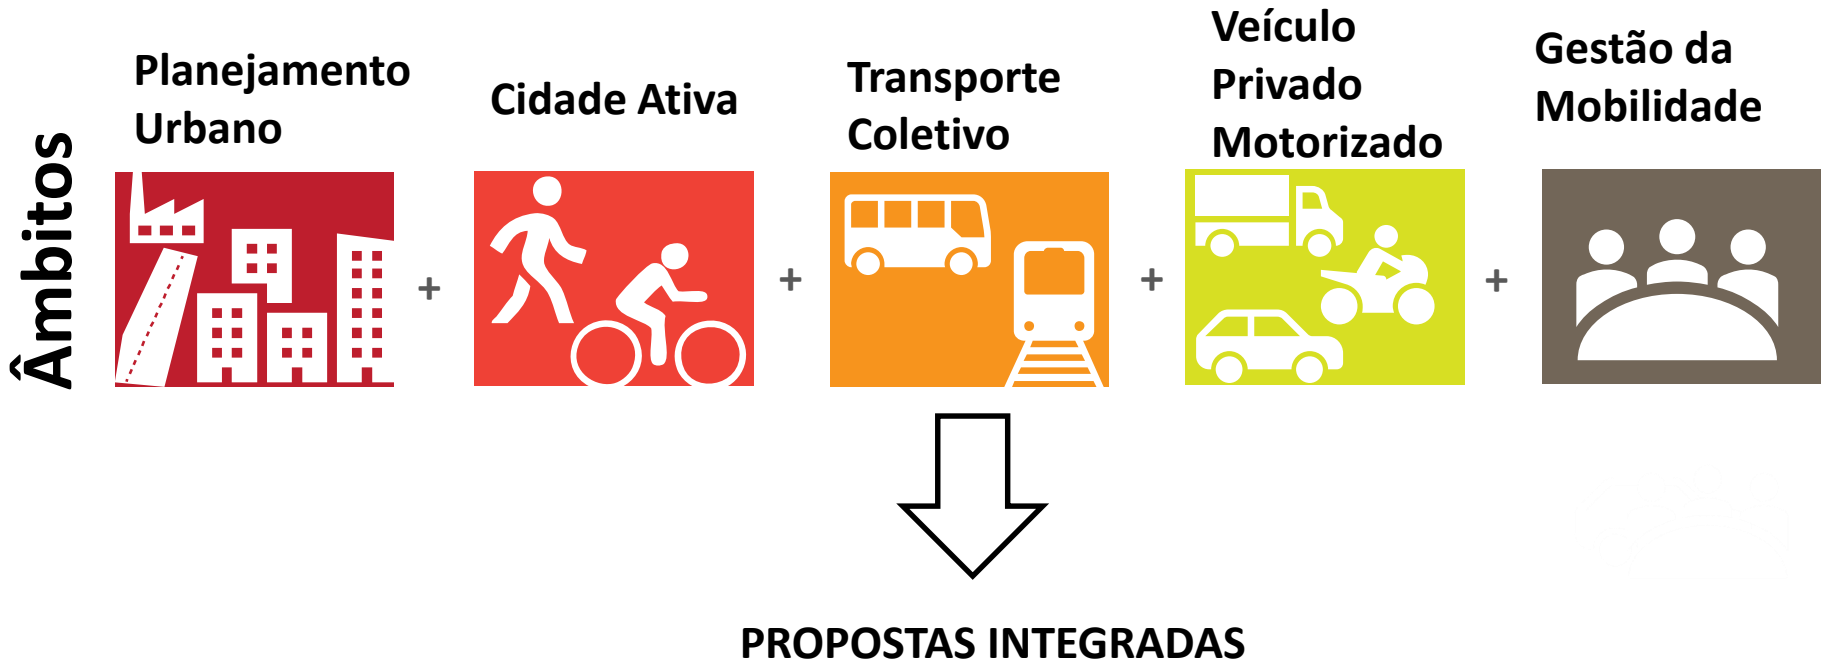 Âmbitos
Planejamento
Urbano
+
Cidade Ativa
+
Transporte
Coletivo
+
Veículo
Privado
Motorizado
+
Gestão da
Mobilidade
PROPOSTAS INTEGRADAS